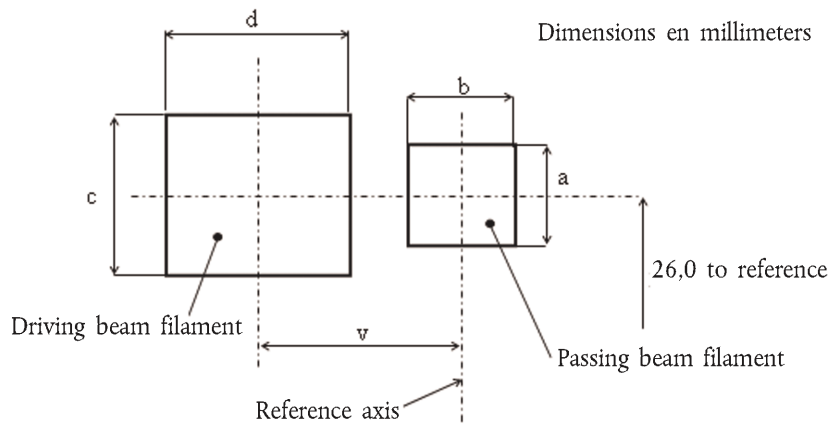 d
Dimensions en millimeters
b
c
a
26,0 to reference
Driving beam filament
v
Passing beam filament
Reference axis